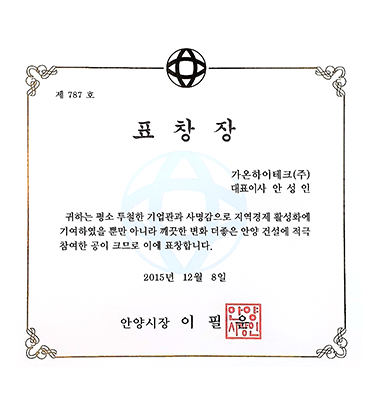 제 787 호
표 창 장
가온하이테크(주)
대표이사 안 성 인
귀하는 평소 투철한 기업관과 사명감으로 지역경제 활성화에
기여하였을 뿐만 아니라 깨끗한 변화 더좋은 안양 건설에 적극
참여한 공이 크므로 이에 표창합니다.
2015년 12월 8일
안양시장 이 필 운
안양
시장인